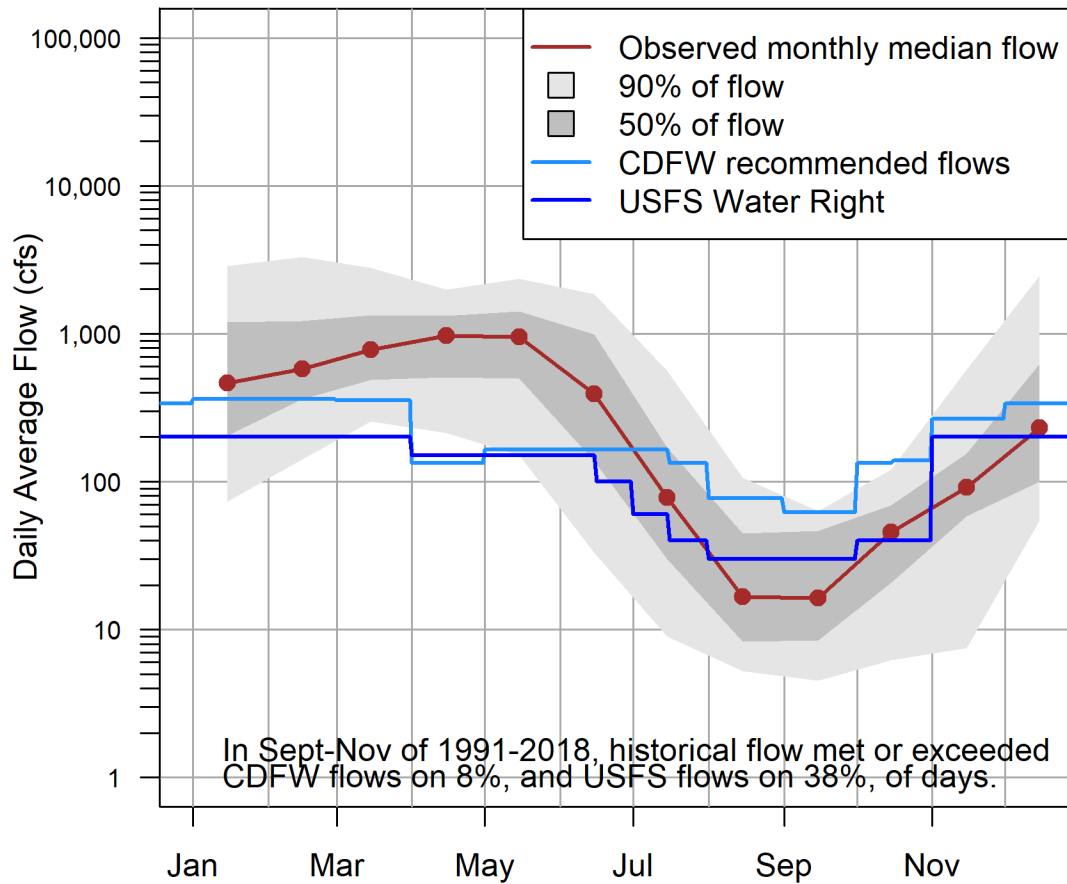 100,000
10,000
1,000
100
10
1
Daily Average Flow (cfs)
Observed monthly median flow
90% of flow
50% of flow
CDFW recommended flows
USFS Water Right
In Sept-Nov of 1991-2018, historical flow met or exceeded
CDFW flows on 8%, and USFS flows on 38%, of days.
Jan Mar May Jul Sep Nov